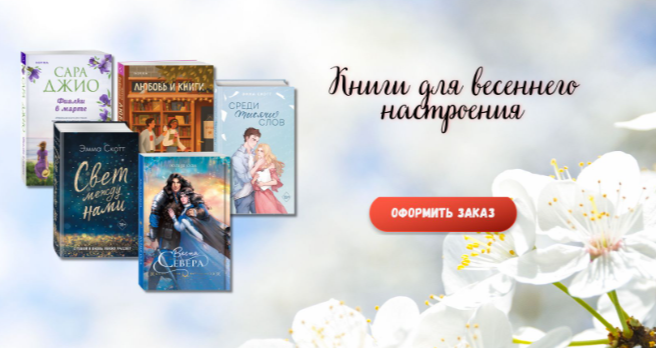 САРА
ДЖИО
Фиалки
в марте
ЛЮБОВЬ И КНИГИ
СРЕДИ
тысячи
СЛОВ
Эмма Скотт
Свет
между
нами
Весна
СЕВЕРА
Книги для весеннего
настроения
ОФОРМИТЬ ЗАКАЗ